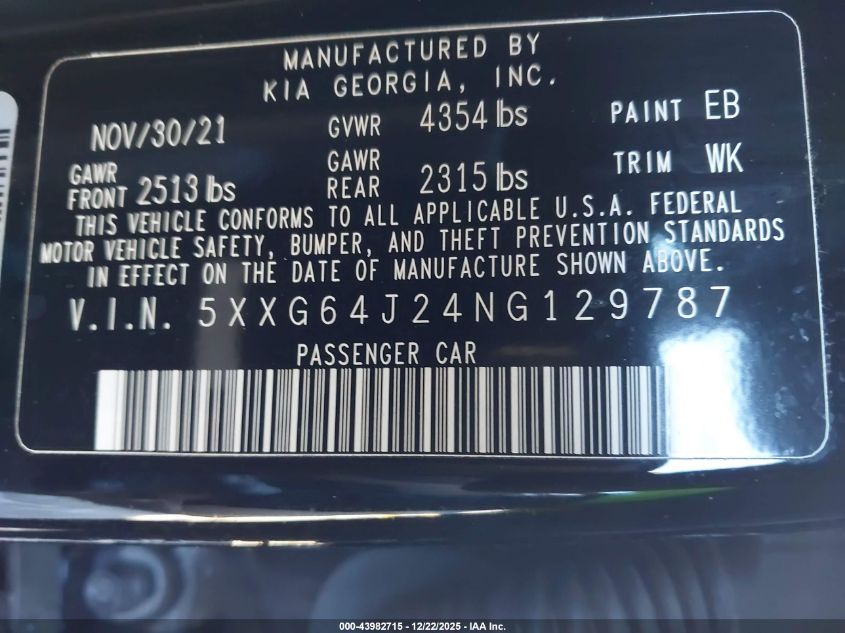 MANUFACTURED BY
KIA GEORGIA, INC.
NOV/30/21 GVWR 4354 lbs PAINT EB
GAWR FRONT 2513 lbs GAWR REAR 2315 lbs TRIM WK
THIS VEHICLE CONFORMS TO ALL APPLICABLE U.S.A. FEDERAL
MOTOR VEHICLE SAFETY, BUMPER, AND THEFT PREVENTION STANDARDS
IN EFFECT ON THE DATE OF MANUFACTURE SHOWN ABOVE.
V.I.N. 5XXG64J24NG129787
PASSENGER CAR
000-43982715 - 12/22/2025 - IAA Inc.